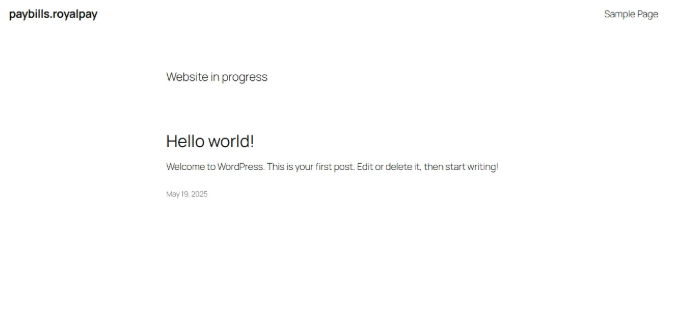 paybills.royalpay
Sample Page
Website in progress
Hello world!
Welcome to WordPress. This is your first post. Edit or delete it, then start writing!
May 19, 2025